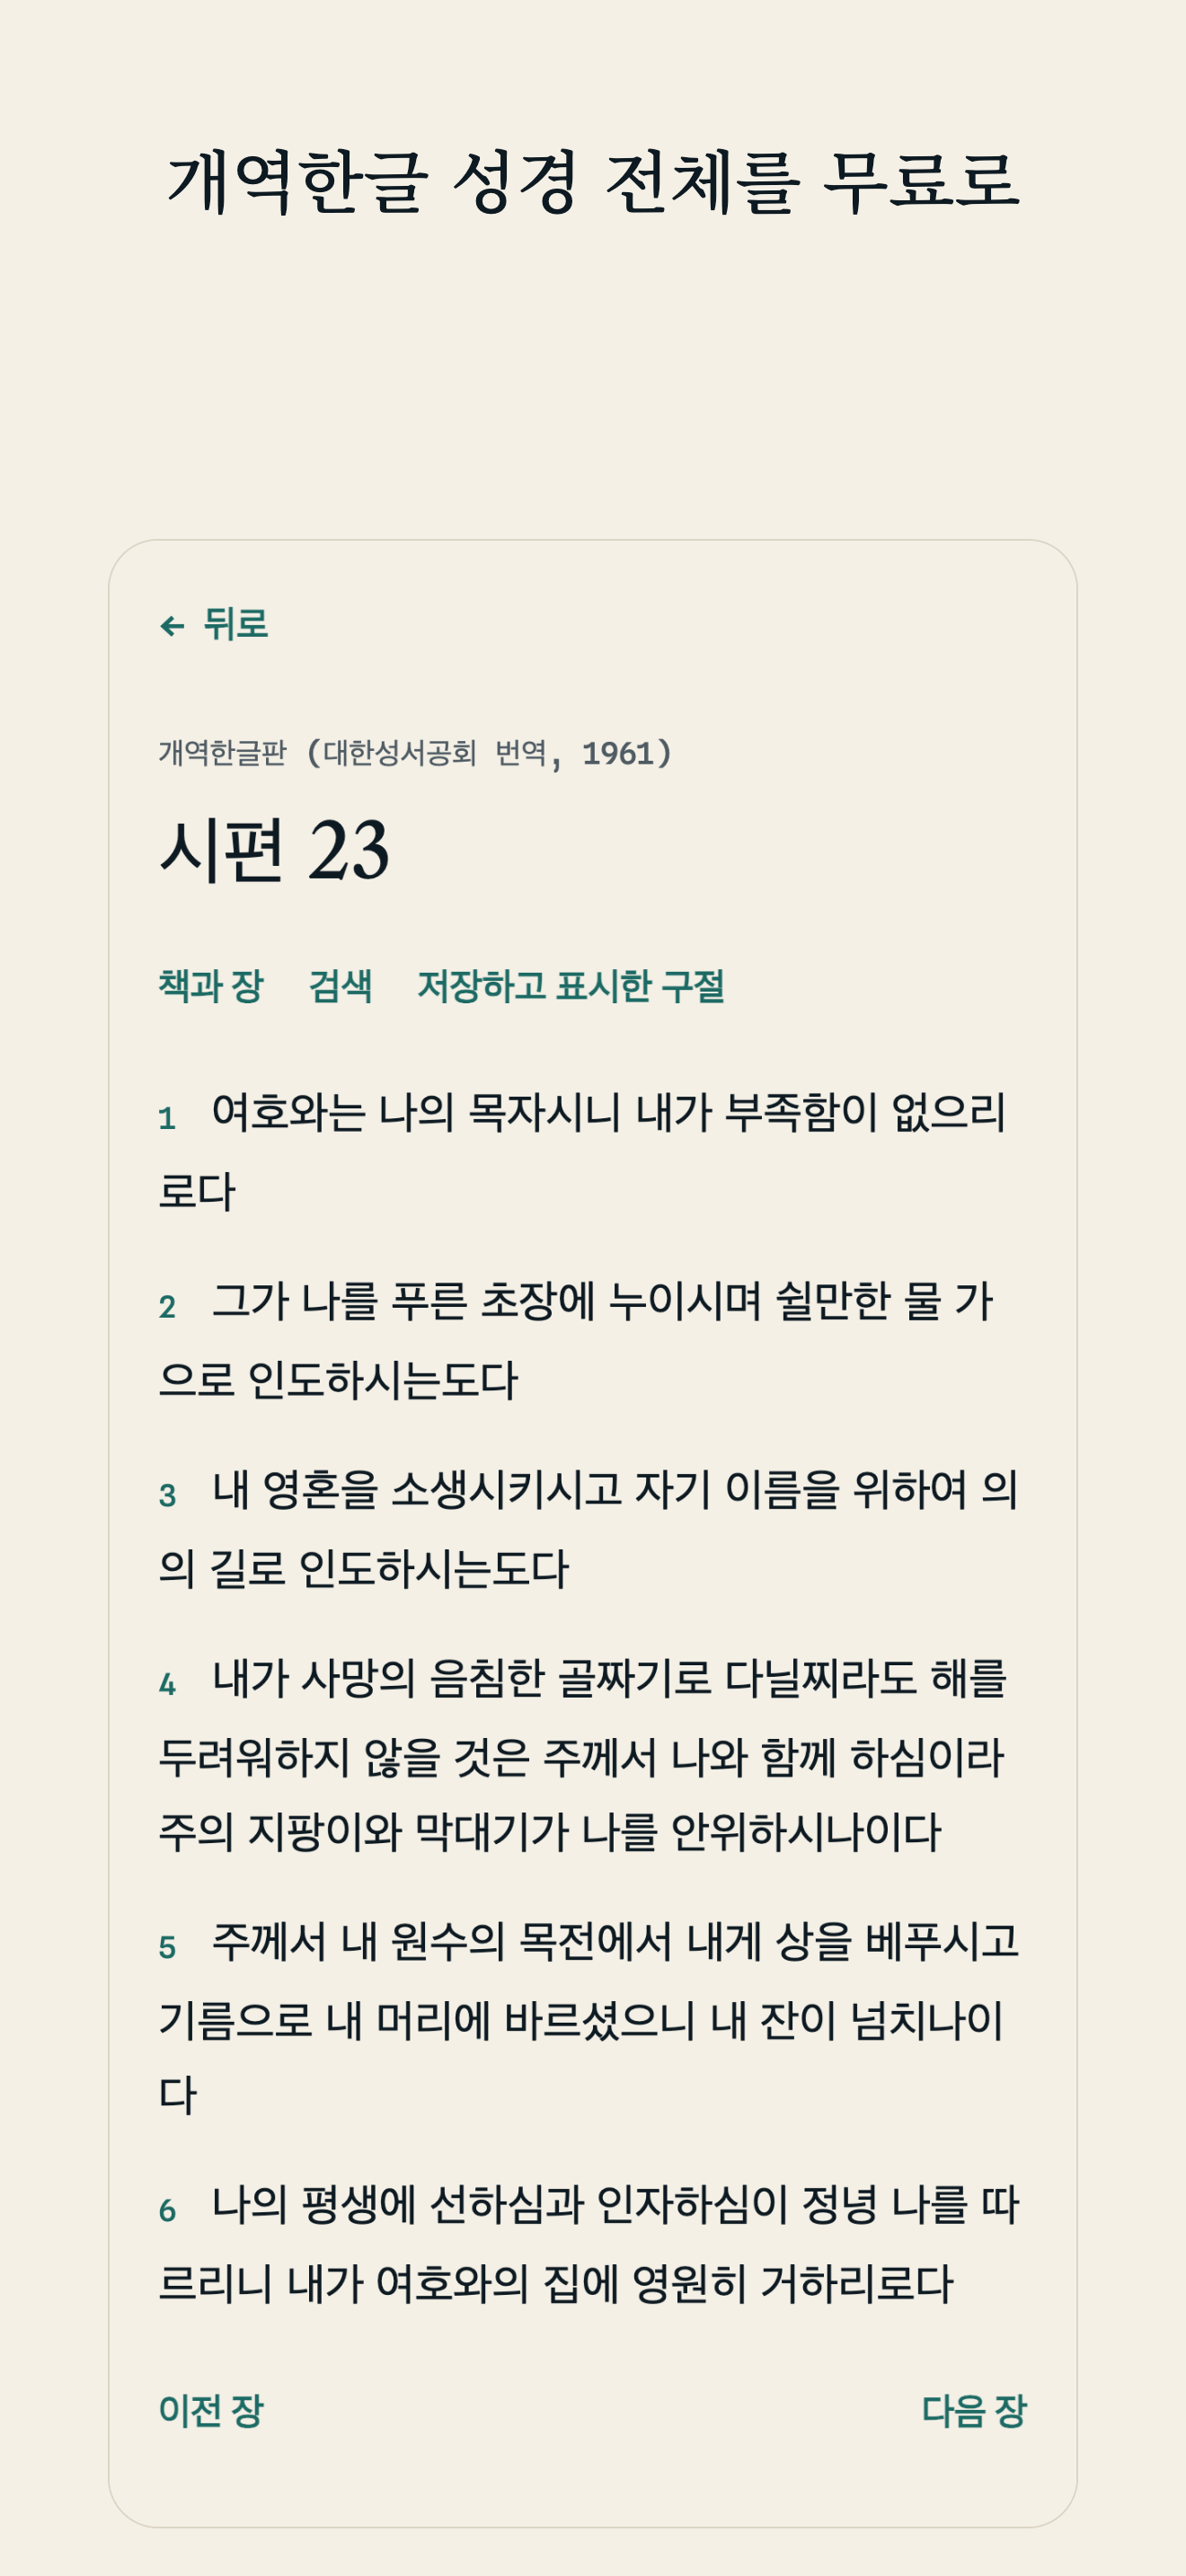 개역한글 성경 전체를 무료로
← 뒤로
개역한글판 (대한성서공회 번역, 1961)
시편 23
책과 장 검색 저장하고 표시한 구절
1 여호와는 나의 목자시니 내가 부족함이 없으리
로다
2 그가 나를 푸른 초장에 누이시며 쉴만한 물 가
으로 인도하시는도다
3 내 영혼을 소생시키시고 자기 이름을 위하여 의
의 길로 인도하시는도다
4 내가 사망의 음침한 골짜기로 다닐찌라도 해를
두려워하지 않을 것은 주께서 나와 함께 하심이라
주의 지팡이와 막대기가 나를 안위하시나이다
5 주께서 내 원수의 목전에서 내게 상을 베푸시고
기름으로 내 머리에 바르셨으니 내 잔이 넘치나이
다
6 나의 평생에 선하심과 인자하심이 정녕 나를 따
르리니 내가 여호와의 집에 영원히 거하리로다
이전 장 다음 장